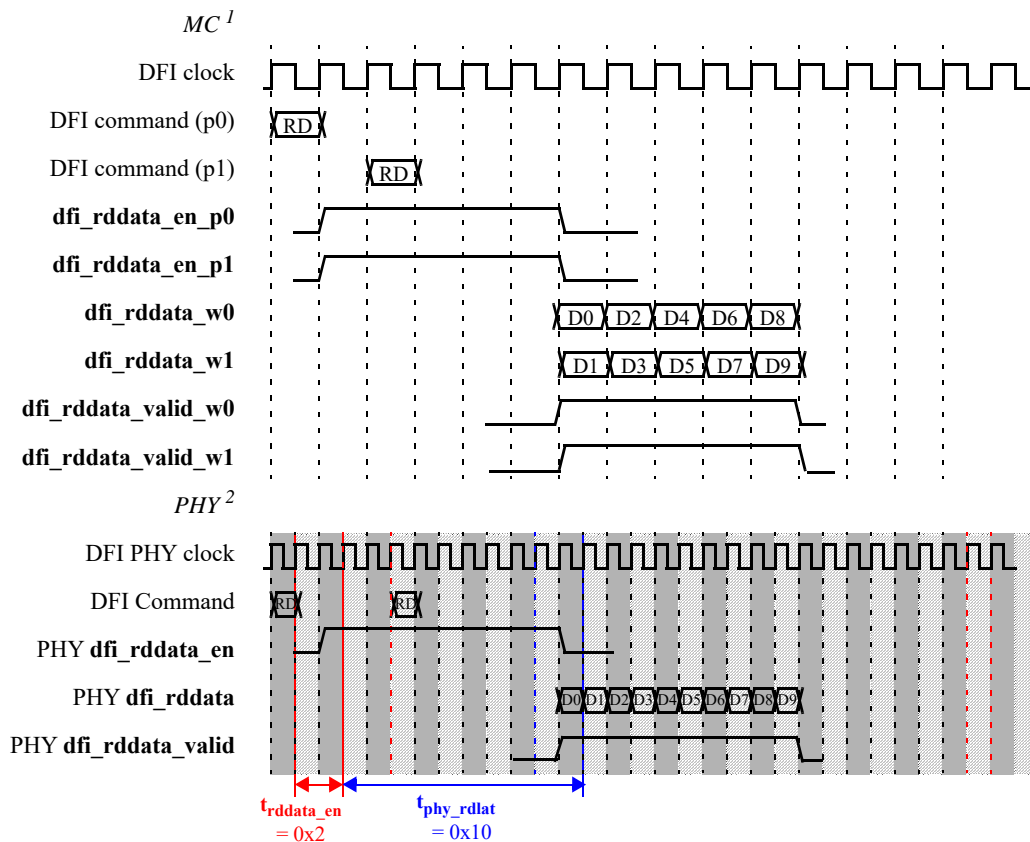 MC 1
DFI clock
DFI command (p0) RD
DFI command (p1) RD
dfi_rddata_en_p0
dfi_rddata_en_p1
dfi_rddata_w0 D0 D2 D4 D6 D8
dfi_rddata_w1 D1 D3 D5 D7 D9
dfi_rddata_valid_w0
dfi_rddata_valid_w1
PHY 2
DFI PHY clock
DFI Command RD RD
PHY dfi_rddata_en
PHY dfi_rddata D0 D1 D2 D3 D4 D5 D6 D7 D8 D9
PHY dfi_rddata_valid
trddata_en tphy_rdlat
= 0x2 = 0x10